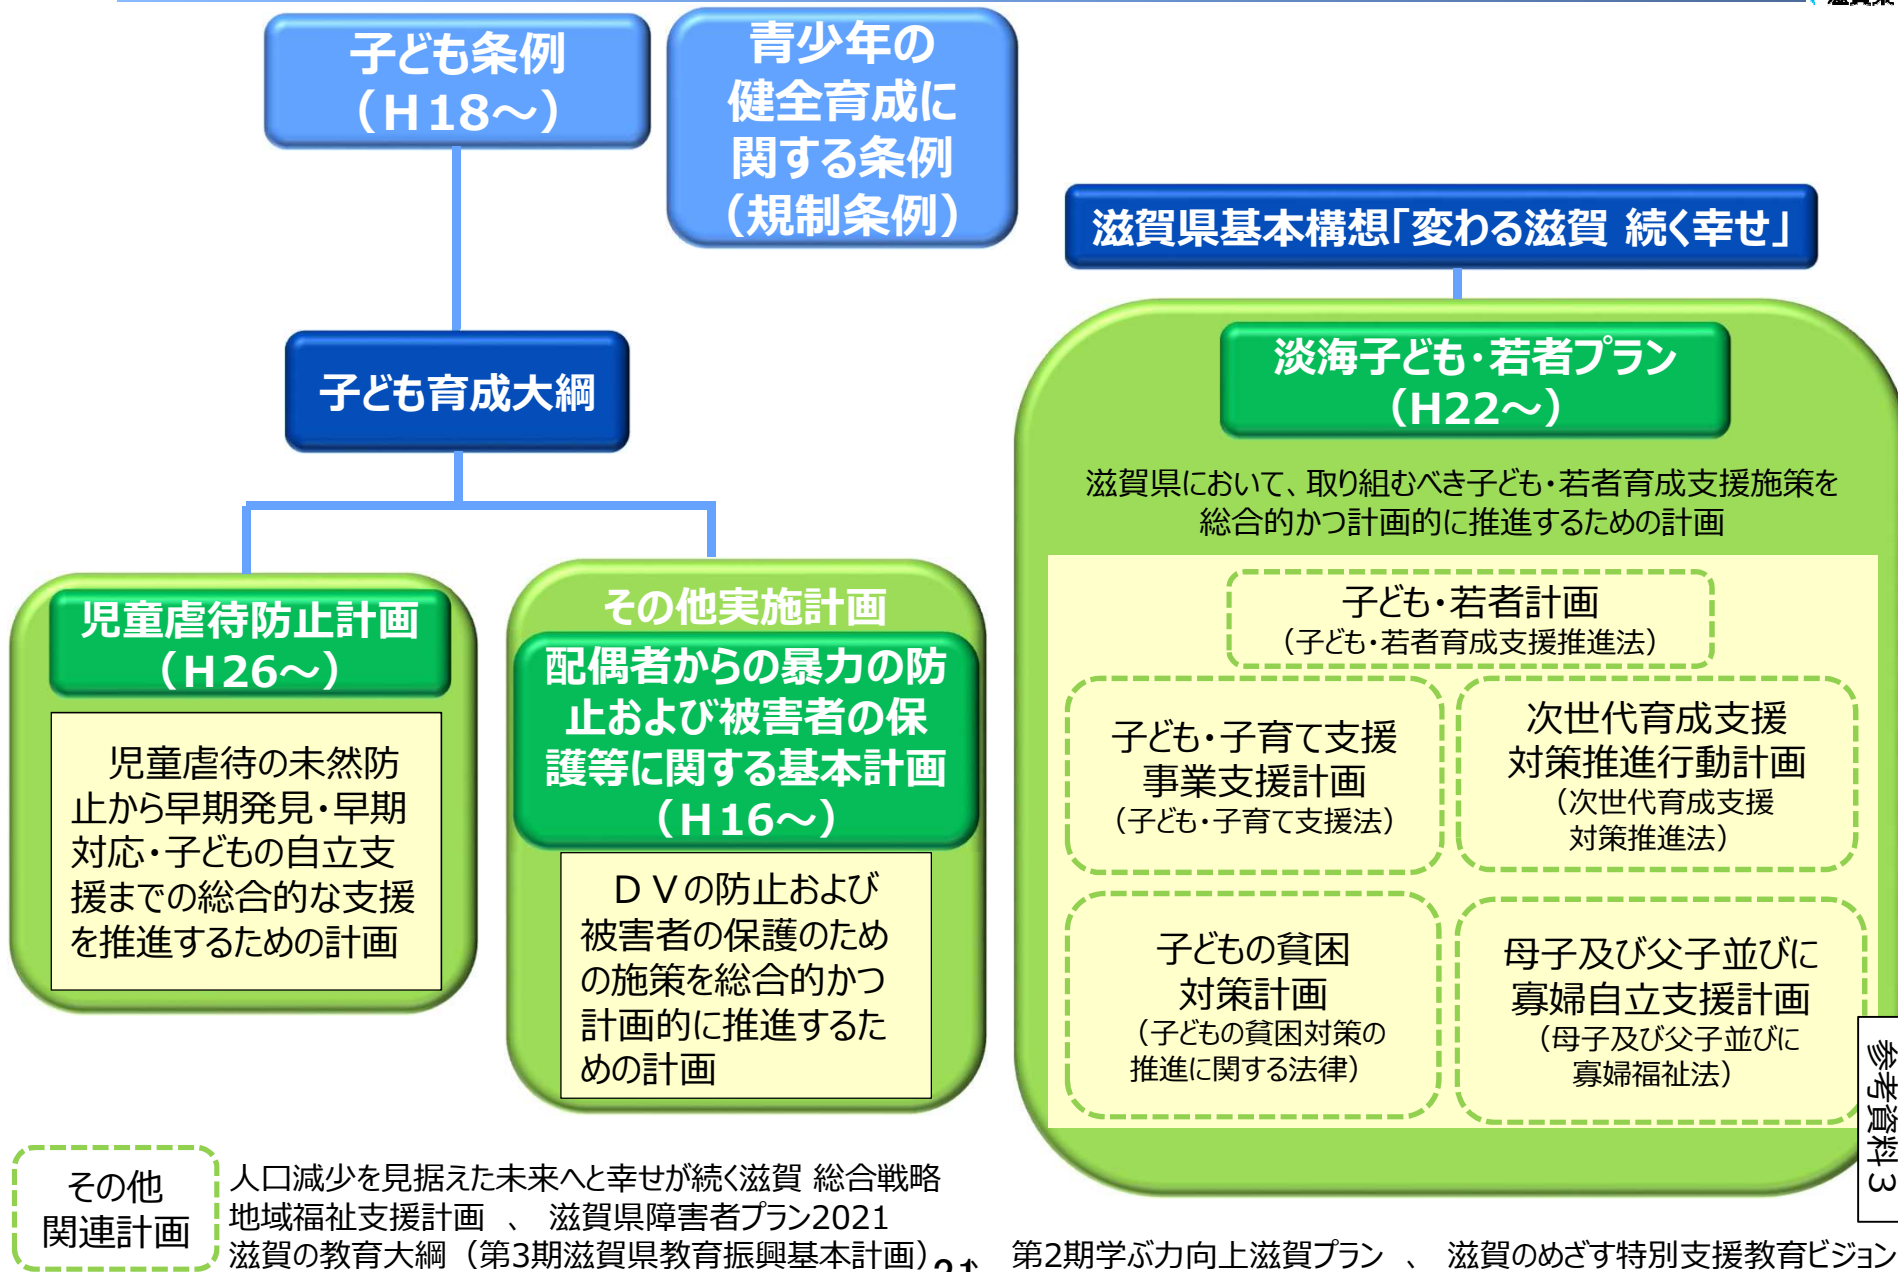 子ども条例
（H18～）
青少年の
健全育成に
関する条例
（規制条例）
滋賀県基本構想「変わる滋賀 続く幸せ」
子ども育成大綱
淡海子ども・若者プラン
（H22～）
滋賀県において、取り組むべき子ども・若者育成支援施策を
総合的かつ計画的に推進するための計画
児童虐待防止計画
（H26～）
児童虐待の未然防
止から早期発見・早期
対応・子どもの自立支
援までの総合的な支援
を推進するための計画
その他実施計画
配偶者からの暴力の防
止および被害者の保
護等に関する基本計画
（H16～）
ＤＶの防止および
被害者の保護のため
の施策を総合的かつ
計画的に推進するた
めの計画
子ども・若者計画
（子ども・若者育成支援推進法）
子ども・子育て支援
事業支援計画
（子ども・子育て支援法）
次世代育成支援
対策推進行動計画
（次世代育成支援
対策推進法）
子どもの貧困
対策計画
（子どもの貧困対策の
推進に関する法律）
母子及び父子並びに
寡婦自立支援計画
（母子及び父子並びに
寡婦福祉法）
参考資料３
その他
関連計画
人口減少を見据えた未来へと幸せが続く滋賀 総合戦略
地域福祉支援計画 、 滋賀県障害者プラン2021
滋賀の教育大綱（第3期滋賀県教育振興基本計画）、 第2期学ぶ力向上滋賀プラン 、 滋賀のめざす特別支援教育ビジョン